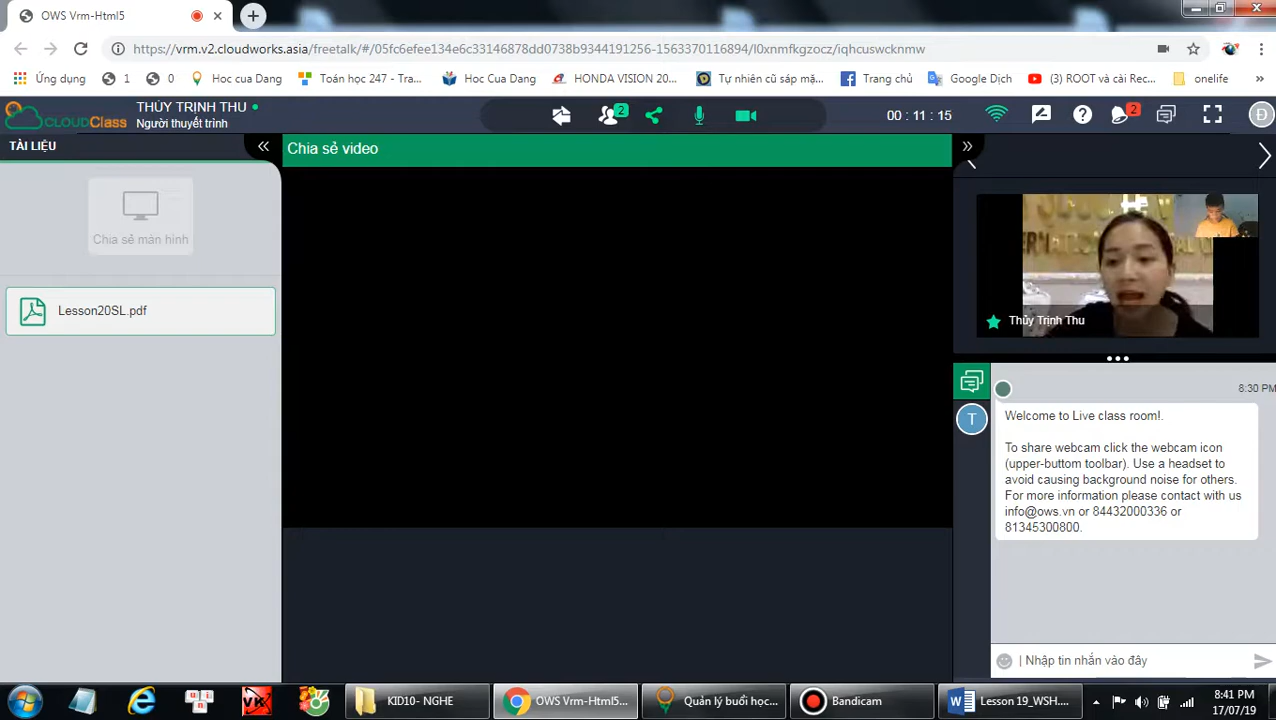 OWS Vrm-Html5
https://vrm.v2.cloudworks.asia/freetalk/#/05fc6efee134e6c33146878dd0738b9344191256-1563370116894/l0xnmfkgzocz/iqhcuswcknmw
Ứng dụng
1
0
Hoc cua Dang
Toán học 247 - Tra...
Hoc Cua Dang
HONDA VISION 20...
Tự nhiên cũ sáp mặ...
Trang chủ
Google Dịch
(3) ROOT và cài Rec...
onelife
»
CLOUDClass
THỦY TRỊNH THU
Người thuyết trình
2
00 : 11 : 15
2
Đ
TÀI LIỆU
Chia sẻ video
Chia sẻ màn hình
Lesson20SL.pdf
Thủy Trịnh Thu
8:30 PM
T
Welcome to Live class room!.
To share webcam click the webcam icon
(upper-buttom toolbar). Use a headset to
avoid causing background noise for others.
For more information please contact with us
info@ows.vn or 84432000336 or
81345300800.
Nhập tin nhắn vào đây
KID10- NGHE
OWS Vrm-Html5...
Quản lý buổi học...
Bandicam
Lesson 19_WSH...
8:41 PM
17/07/19